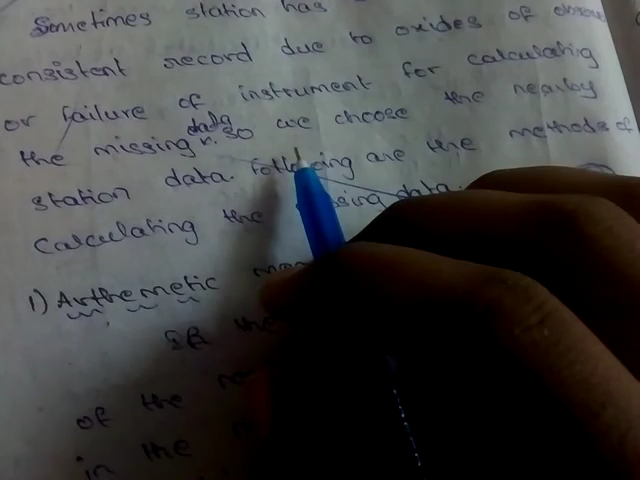 Sometimes station has
consistent record due to oxides of
or failure of instrument for calculating
the missing data so we choose the nearby
station data. following are the methods of
Calculating the data.
1) Arthemetic
If the
of the
in the